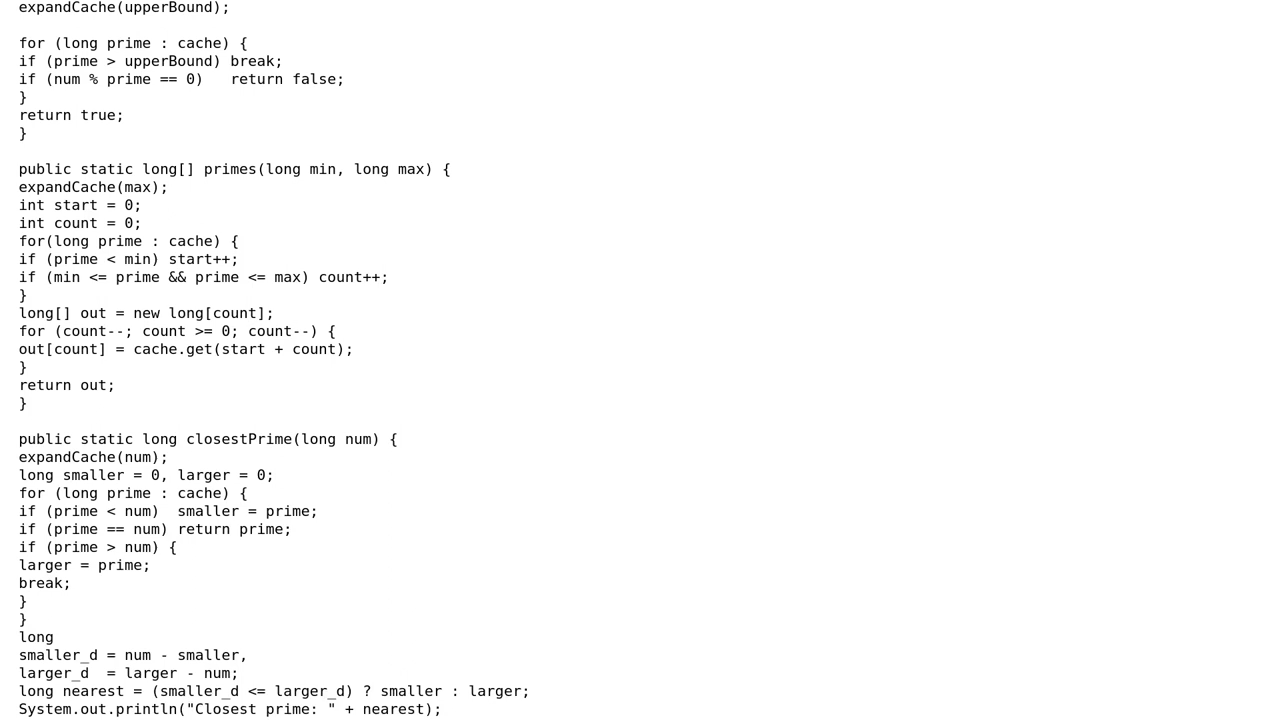 expandCache(upperBound);

for (long prime : cache) {
if (prime > upperBound) break;
if (num % prime == 0)   return false;
}
return true;
}

public static long[] primes(long min, long max) {
expandCache(max);
int start = 0;
int count = 0;
for(long prime : cache) {
if (prime < min) start++;
if (min <= prime && prime <= max) count++;
}
long[] out = new long[count];
for (count--; count >= 0; count--) {
out[count] = cache.get(start + count);
}
return out;
}

public static long closestPrime(long num) {
expandCache(num);
long smaller = 0, larger = 0;
for (long prime : cache) {
if (prime < num)  smaller = prime;
if (prime == num) return prime;
if (prime > num) {
larger = prime;
break;
}
}
long
smaller_d = num - smaller,
larger_d  = larger - num;
long nearest = (smaller_d <= larger_d) ? smaller : larger;
System.out.println("Closest prime: " + nearest);